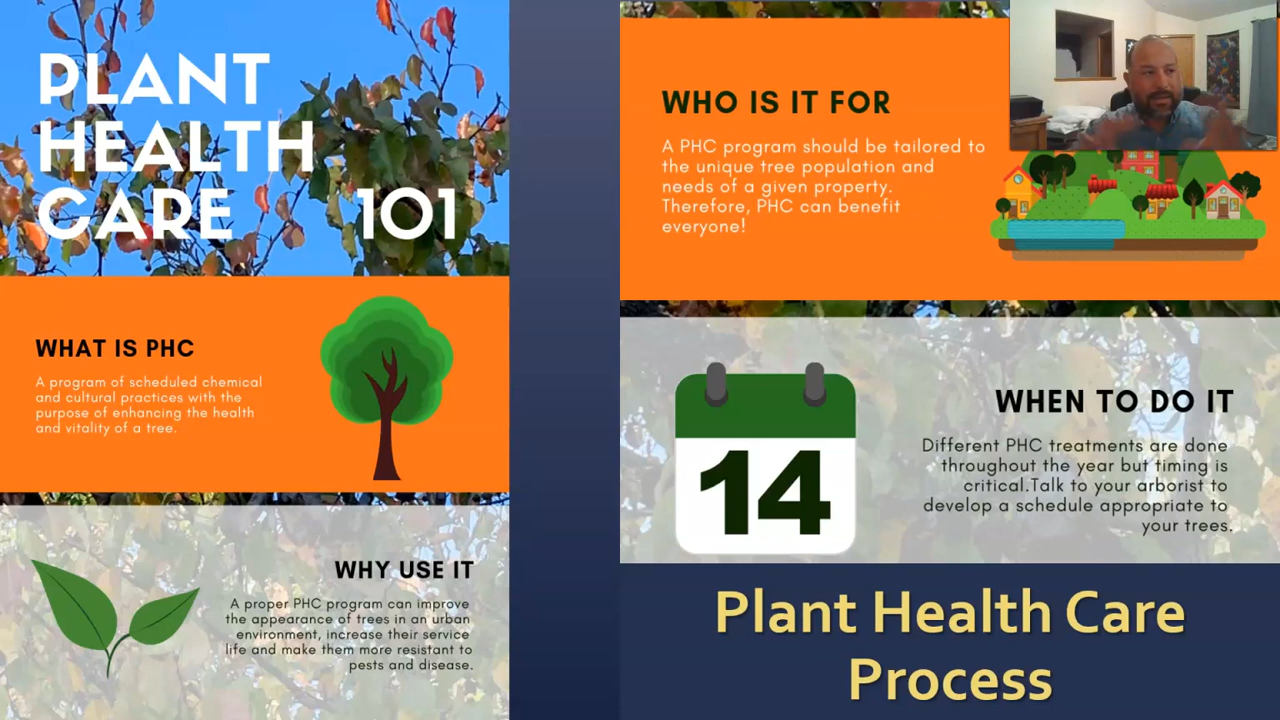 PLANT
HEALTH
CARE 101
WHAT IS PHC
A program of scheduled chemical
and cultural practices with the
purpose of enhancing the health
and vitality of a tree.
WHY USE IT
A proper PHC program can improve
the appearance of trees in an urban
environment, increase their service
life and make them more resistant to
pests and disease.
WHO IS IT FOR
A PHC program should be tailored to
the unique tree population and
needs of a given property.
Therefore, PHC can benefit
everyone!
14
WHEN TO DO IT
Different PHC treatments are done
throughout the year but timing is
critical.Talk to your arborist to
develop a schedule appropriate to
your trees.
Plant Health Care
Process